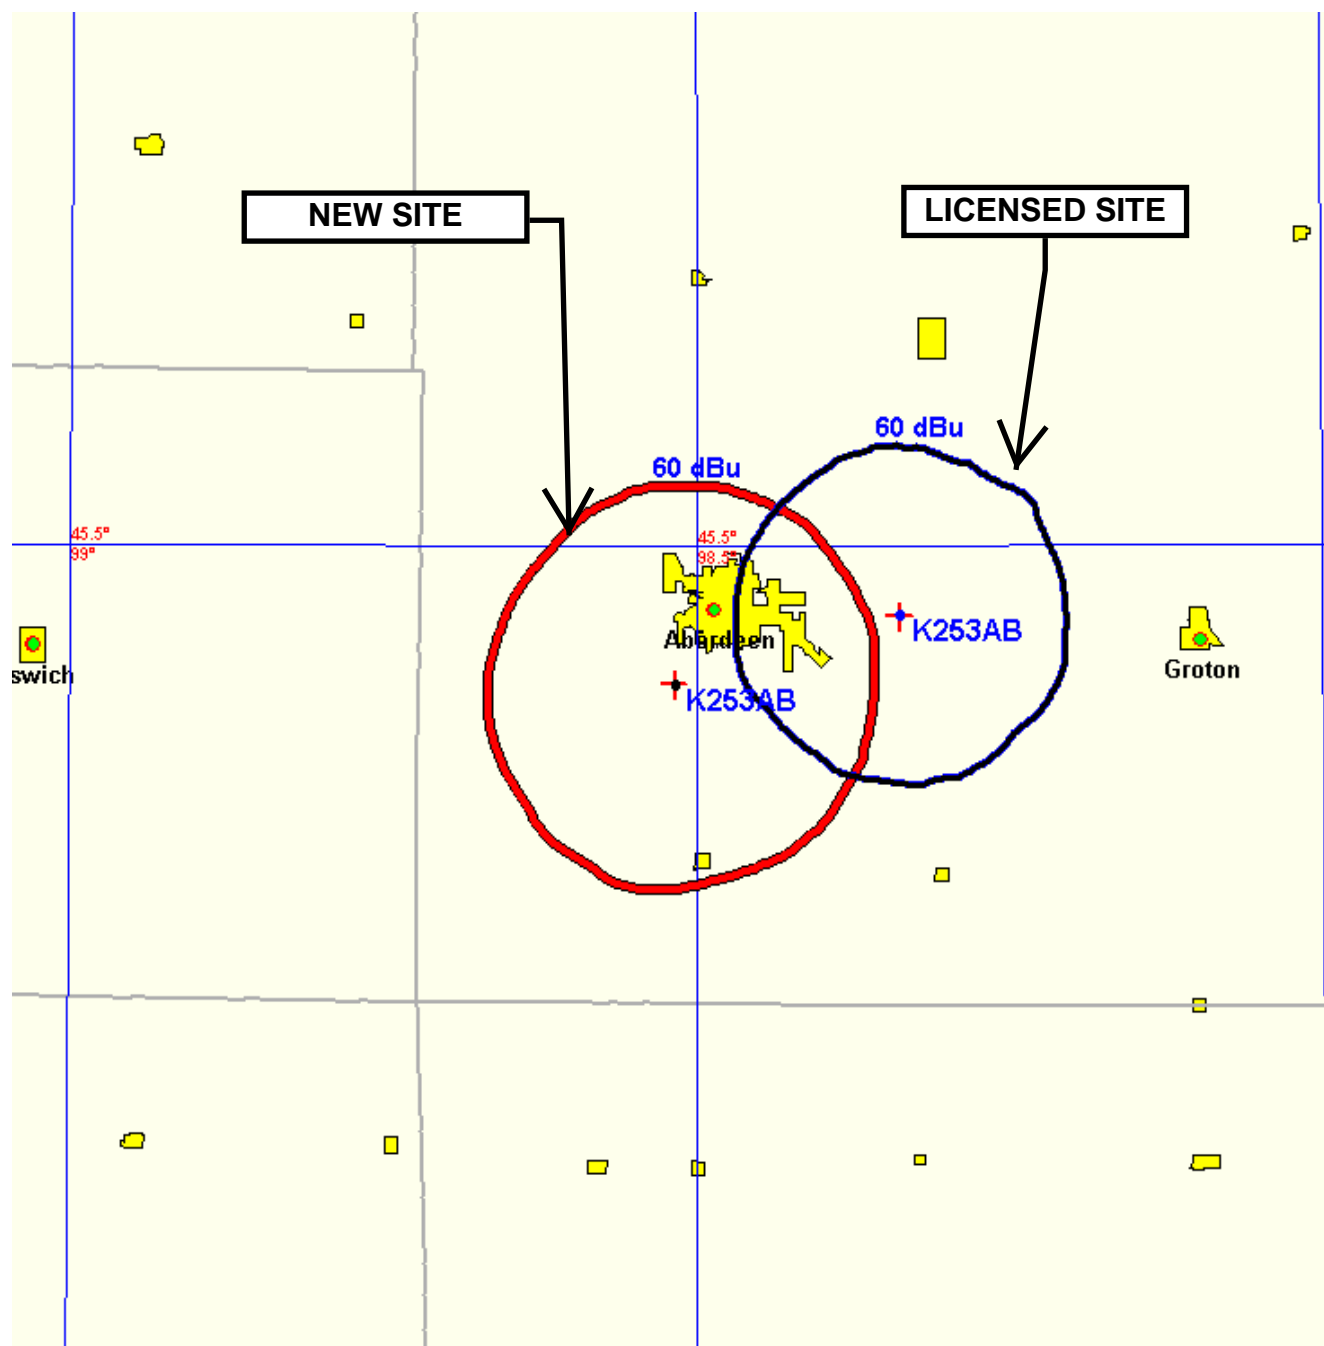 NEW SITE
LICENSED SITE
60 dBu
60 dBu
45.5°
99°
45.5°
98.5°
K253AB
Aberdeen
swich
Groton
K253AB